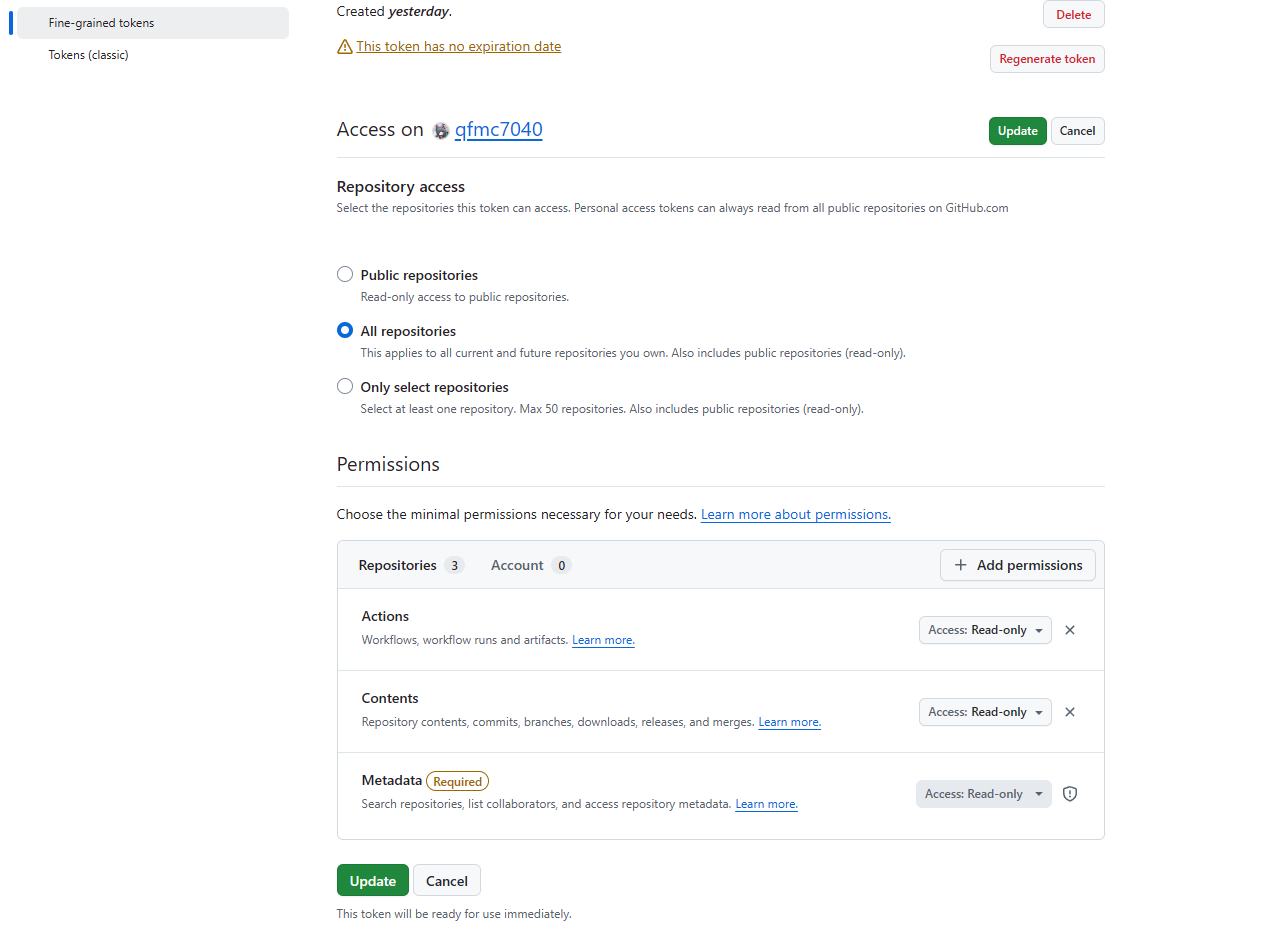 Fine-grained tokens
Tokens (classic)
Created yesterday.
Delete
This token has no expiration date
Regenerate token
Access on qfmc7040
Update Cancel
Repository access
Select the repositories this token can access. Personal access tokens can always read from all public repositories on GitHub.com
Public repositories
Read-only access to public repositories.
All repositories
This applies to all current and future repositories you own. Also includes public repositories (read-only).
Only select repositories
Select at least one repository. Max 50 repositories. Also includes public repositories (read-only).
Permissions
Choose the minimal permissions necessary for your needs. Learn more about permissions.
Repositories 3 Account 0 Add permissions
Actions
Workflows, workflow runs and artifacts. Learn more.
Access: Read-only
Contents
Repository contents, commits, branches, downloads, releases, and merges. Learn more.
Access: Read-only
Metadata Required
Search repositories, list collaborators, and access repository metadata. Learn more.
Access: Read-only
Update Cancel
This token will be ready for use immediately.